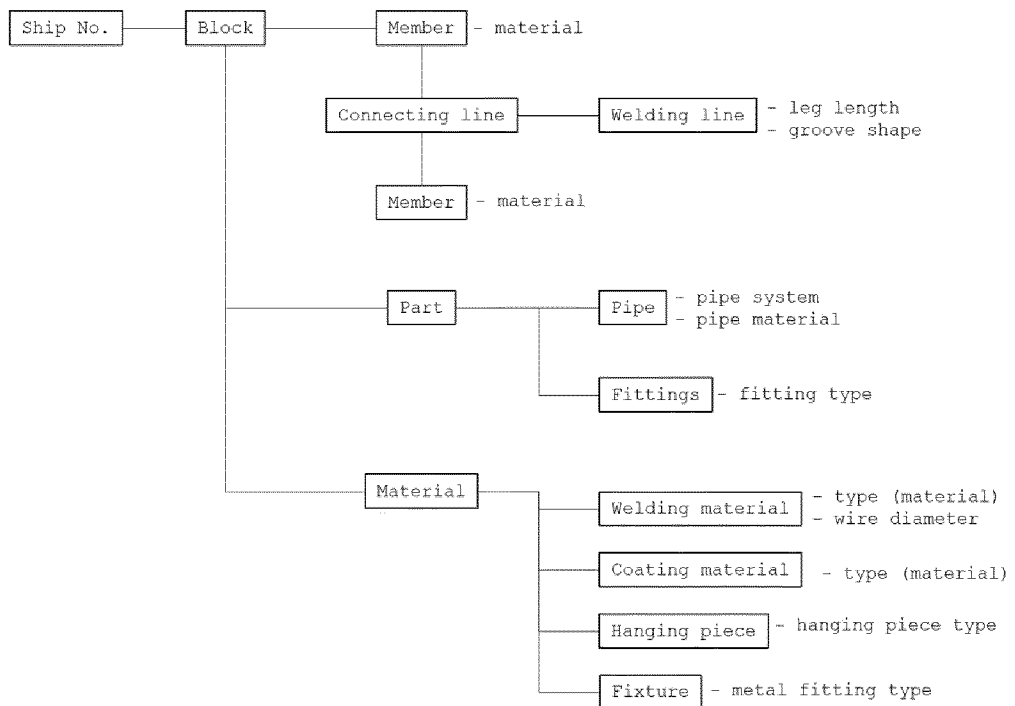 Ship No.
Block
Member
- material
Connecting line
Welding line
- leg length
- groove shape
Member
- material
Part
Pipe
- pipe system
- pipe material
Fittings
- fitting type
Material
Welding material
- type (material)
- wire diameter
Coating material
- type (material)
Hanging piece
- hanging piece type
Fixture
- metal fitting type